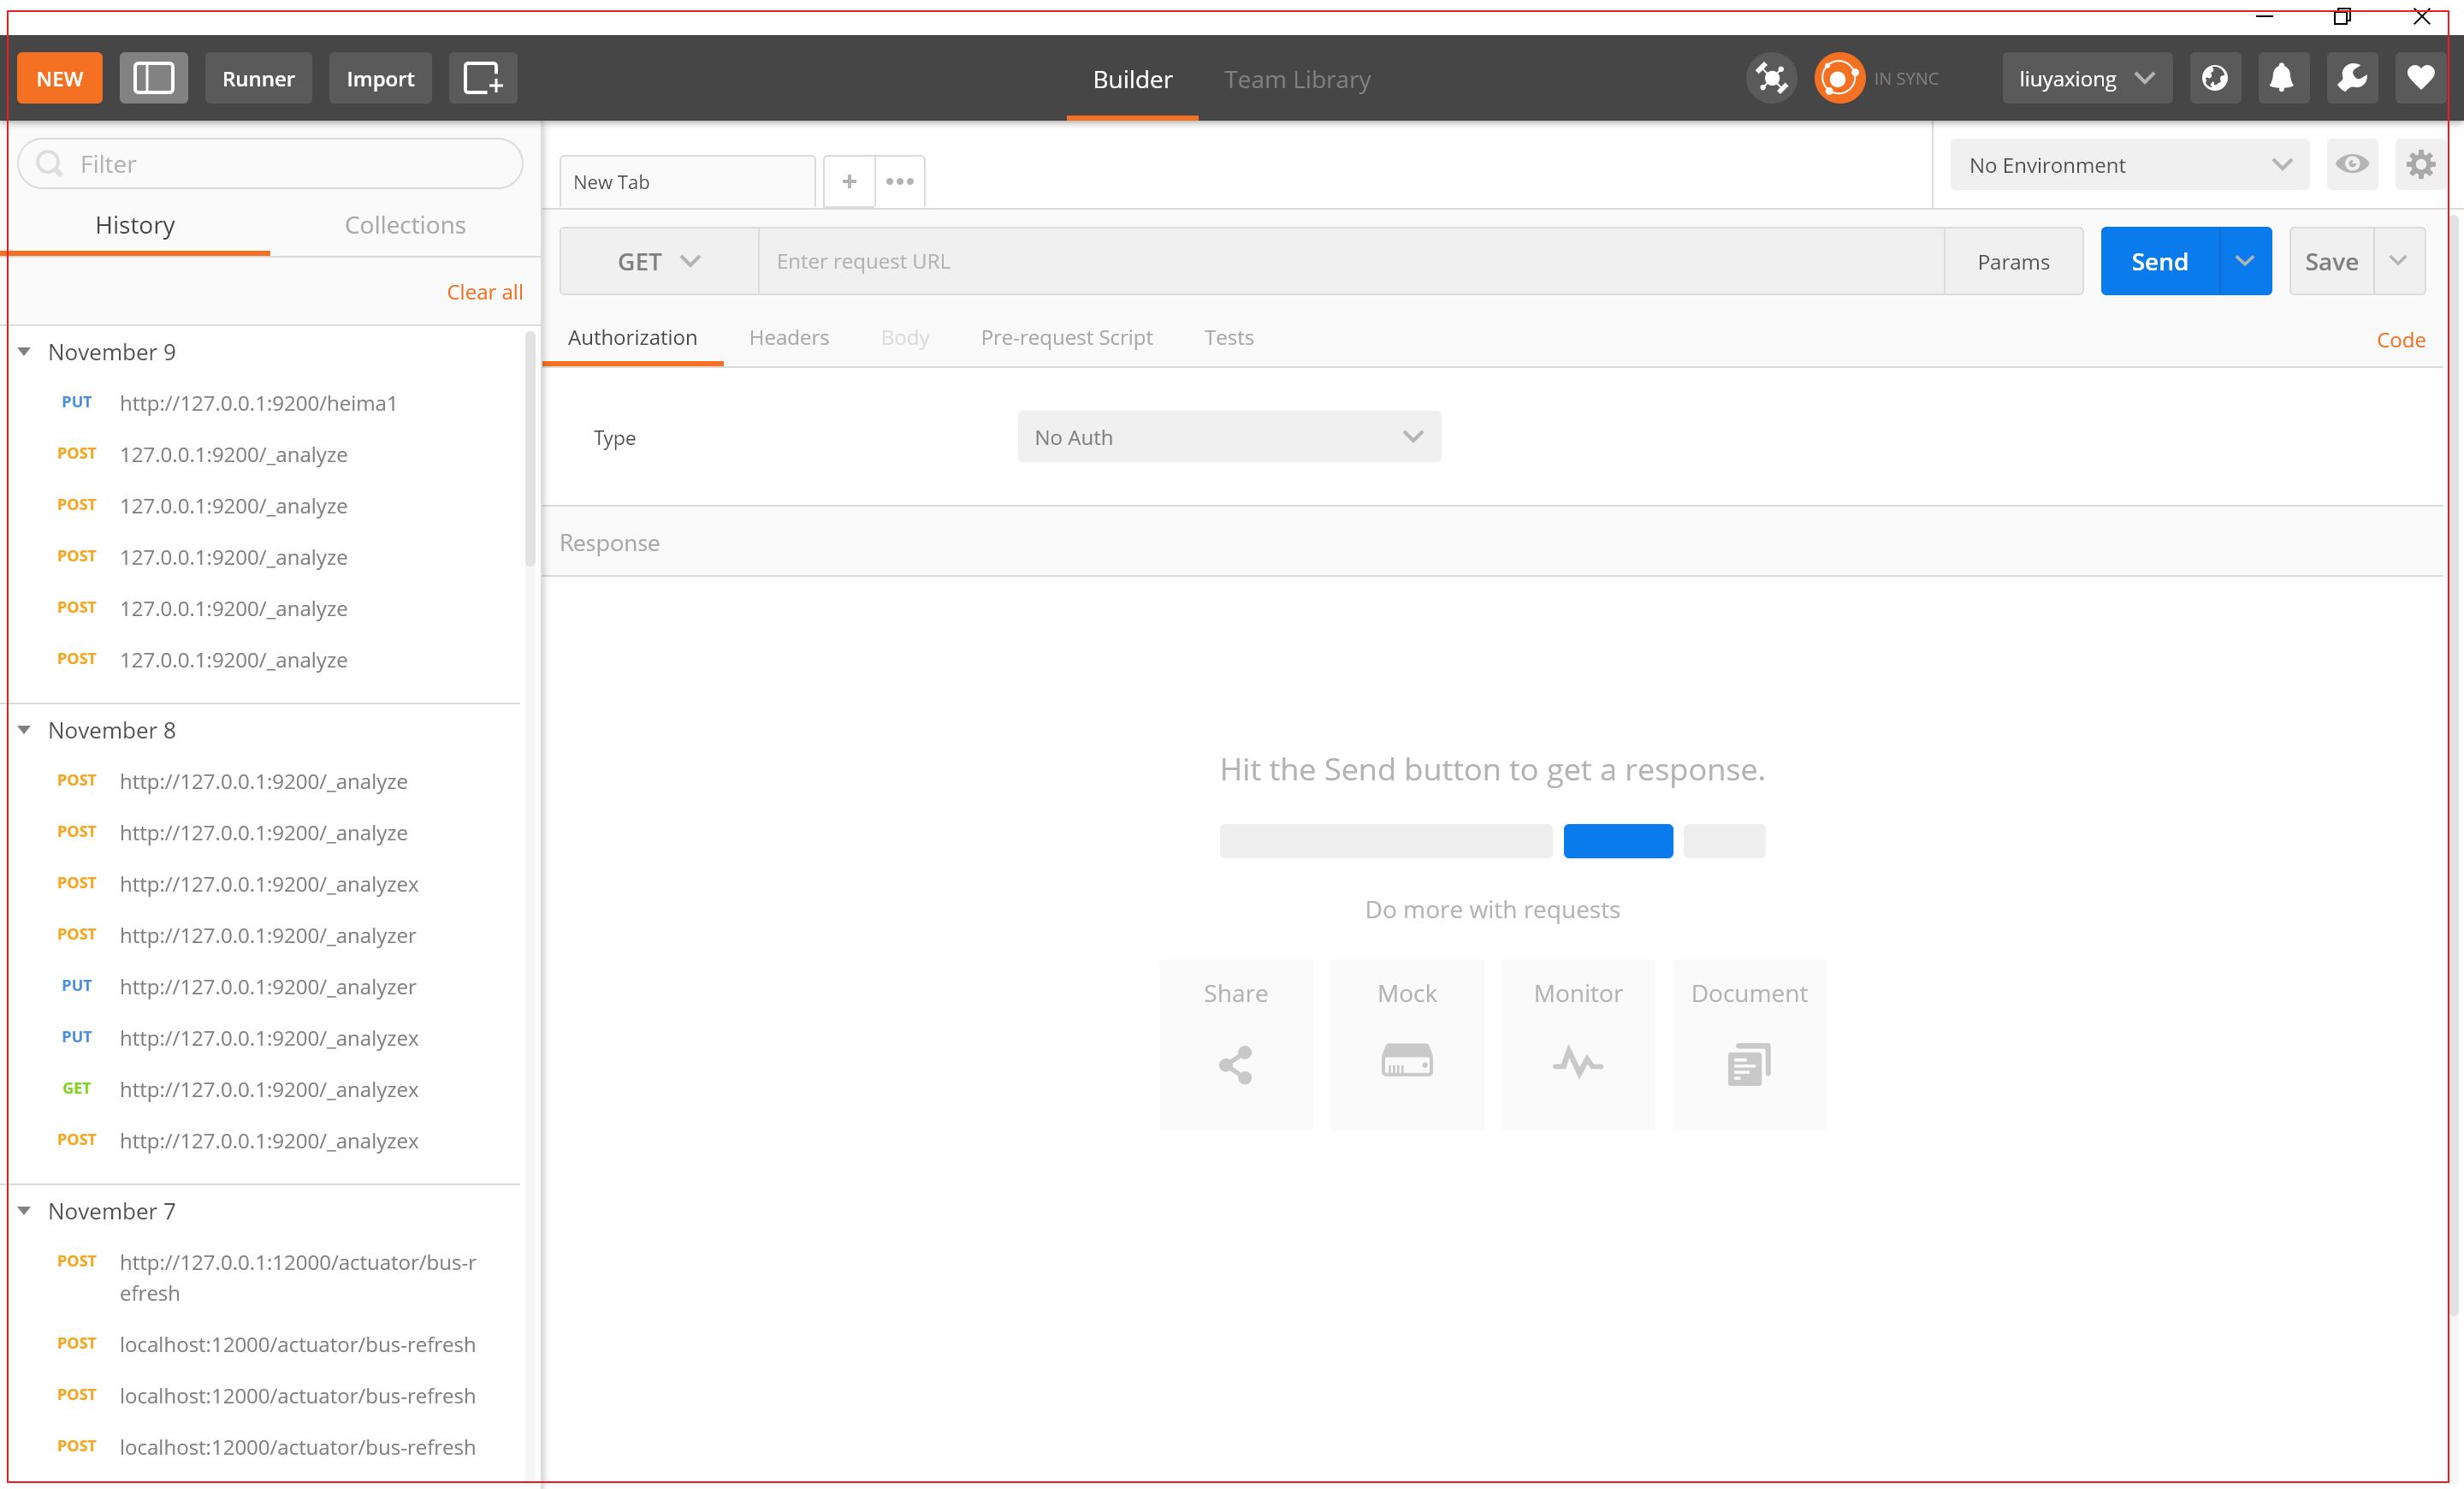 NEW
Runner
Import
Builder
Team Library
IN SYNC
liuyaxiong
Filter
History
Collections
Clear all
November 9
PUT http://127.0.0.1:9200/heima1
POST 127.0.0.1:9200/_analyze
POST 127.0.0.1:9200/_analyze
POST 127.0.0.1:9200/_analyze
POST 127.0.0.1:9200/_analyze
POST 127.0.0.1:9200/_analyze
November 8
POST http://127.0.0.1:9200/_analyze
POST http://127.0.0.1:9200/_analyze
POST http://127.0.0.1:9200/_analyzex
POST http://127.0.0.1:9200/_analyzer
PUT http://127.0.0.1:9200/_analyzer
PUT http://127.0.0.1:9200/_analyzex
GET http://127.0.0.1:9200/_analyzex
POST http://127.0.0.1:9200/_analyzex
November 7
POST http://127.0.0.1:12000/actuator/bus-r
efresh
POST localhost:12000/actuator/bus-refresh
POST localhost:12000/actuator/bus-refresh
POST localhost:12000/actuator/bus-refresh
New Tab
No Environment
GET
Enter request URL
Params
Send
Save
Authorization
Headers
Body
Pre-request Script
Tests
Code
Type
No Auth
Response
Hit the Send button to get a response.
Do more with requests
Share
Mock
Monitor
Document